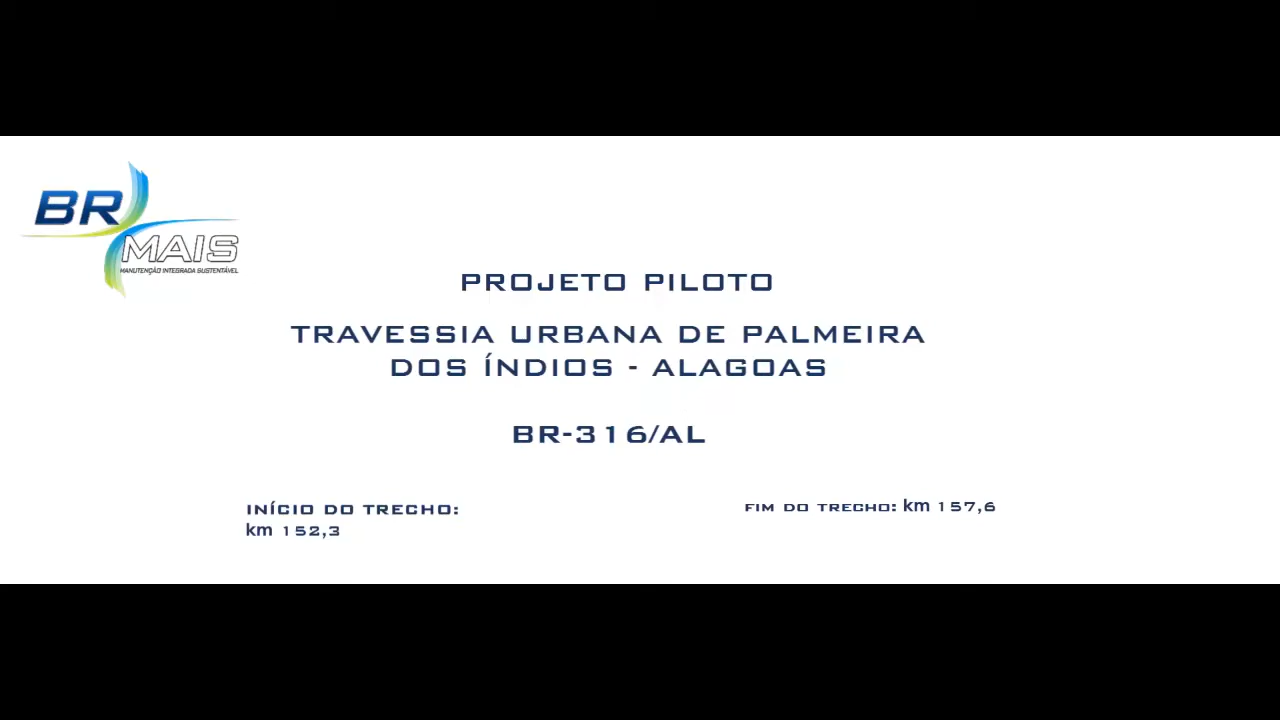 BR
MAIS
MANUTENÇÃO INTEGRADA SUSTENTÁVEL
PROJETO PILOTO
TRAVESSIA URBANA DE PALMEIRA
DOS ÍNDIOS - ALAGOAS
BR-316/AL
INÍCIO DO TRECHO:
km 152,3
FIM DO TRECHO: km 157,6